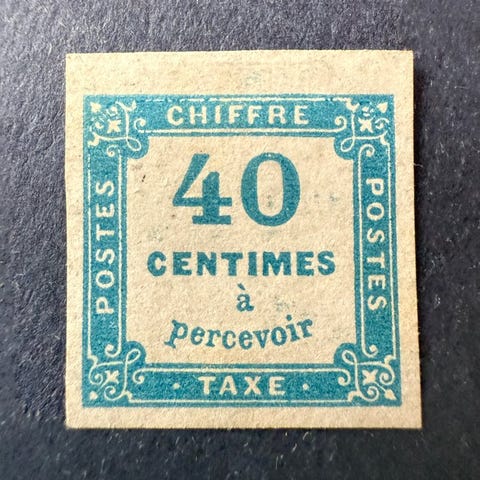 CHIFFRE
POSTES
40
CENTIMES
à
percevoir
POSTES
· TAXE ·